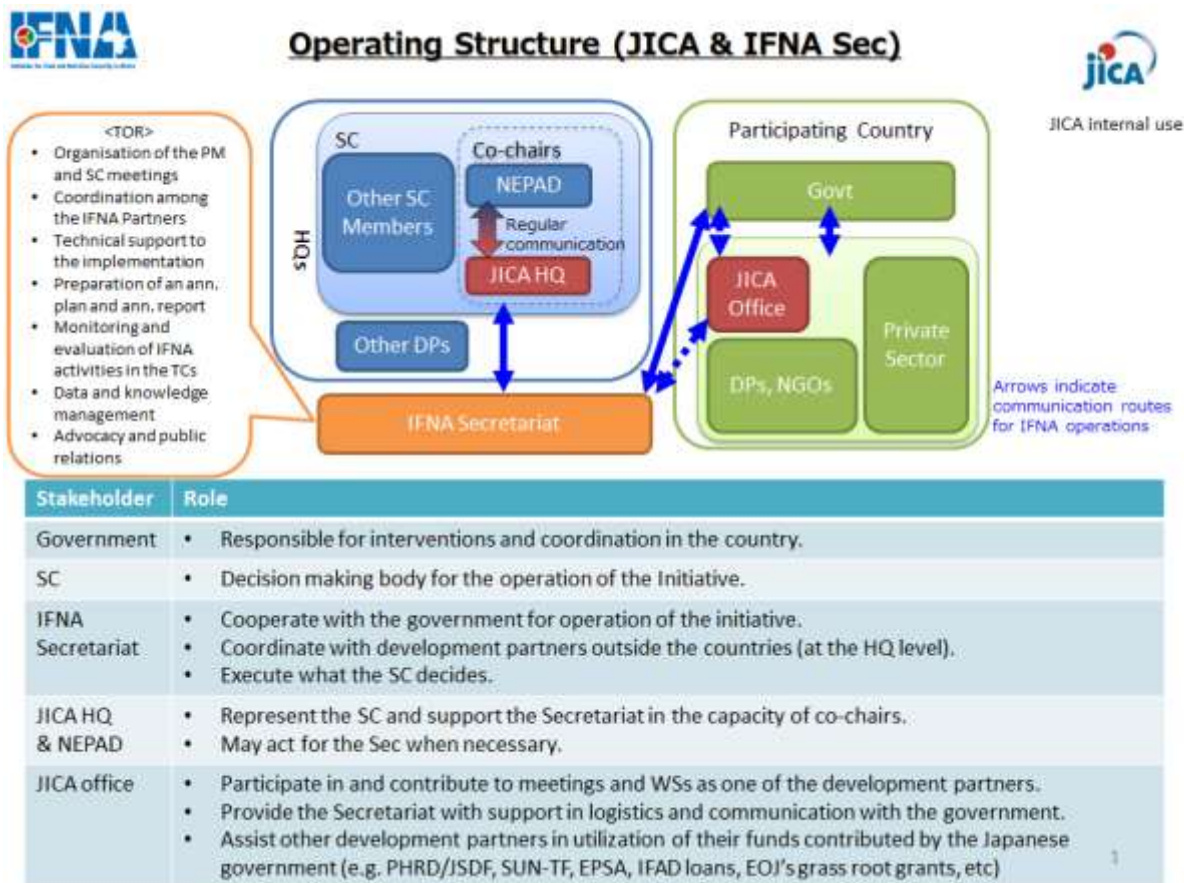 IFNA
Operating Structure (JICA & IFNA Sec)
jICA
JICA internal use
<TOR>
• Organisation of the PM
and SC meetings
• Coordination among
the IFNA Partners
• Technical support to
the implementation
• Preparation of an ann.
plan and ann. report
• Monitoring and
evaluation of IFNA
activities in the TCs
• Data and knowledge
management
• Advocacy and public
relations
HQs
SC
Other SC
Members
Co-chairs
NEPAD
Regular
communication
JICA HQ
Other DPs
IFNA Secretariat
Participating Country
Govt
JICA
Office
DPs, NGOs
Private
Sector
Arrows indicate
communication routes
for IFNA operations
Stakeholder Role
Government • Responsible for interventions and coordination in the country.
SC • Decision making body for the operation of the Initiative.
IFNA • Cooperate with the government for operation of the initiative.
Secretariat • Coordinate with development partners outside the countries (at the HQ level).
• Execute what the SC decides.
JICA HQ • Represent the SC and support the Secretariat in the capacity of co-chairs.
& NEPAD • May act for the Sec when necessary.
JICA office • Participate in and contribute to meetings and WSs as one of the development partners.
• Provide the Secretariat with support in logistics and communication with the government.
• Assist other development partners in utilization of their funds contributed by the Japanese
government (e.g. PHRD/JSDF, SUN-TF, EPSA, IFAD loans, EOJ's grass root grants, etc)
1